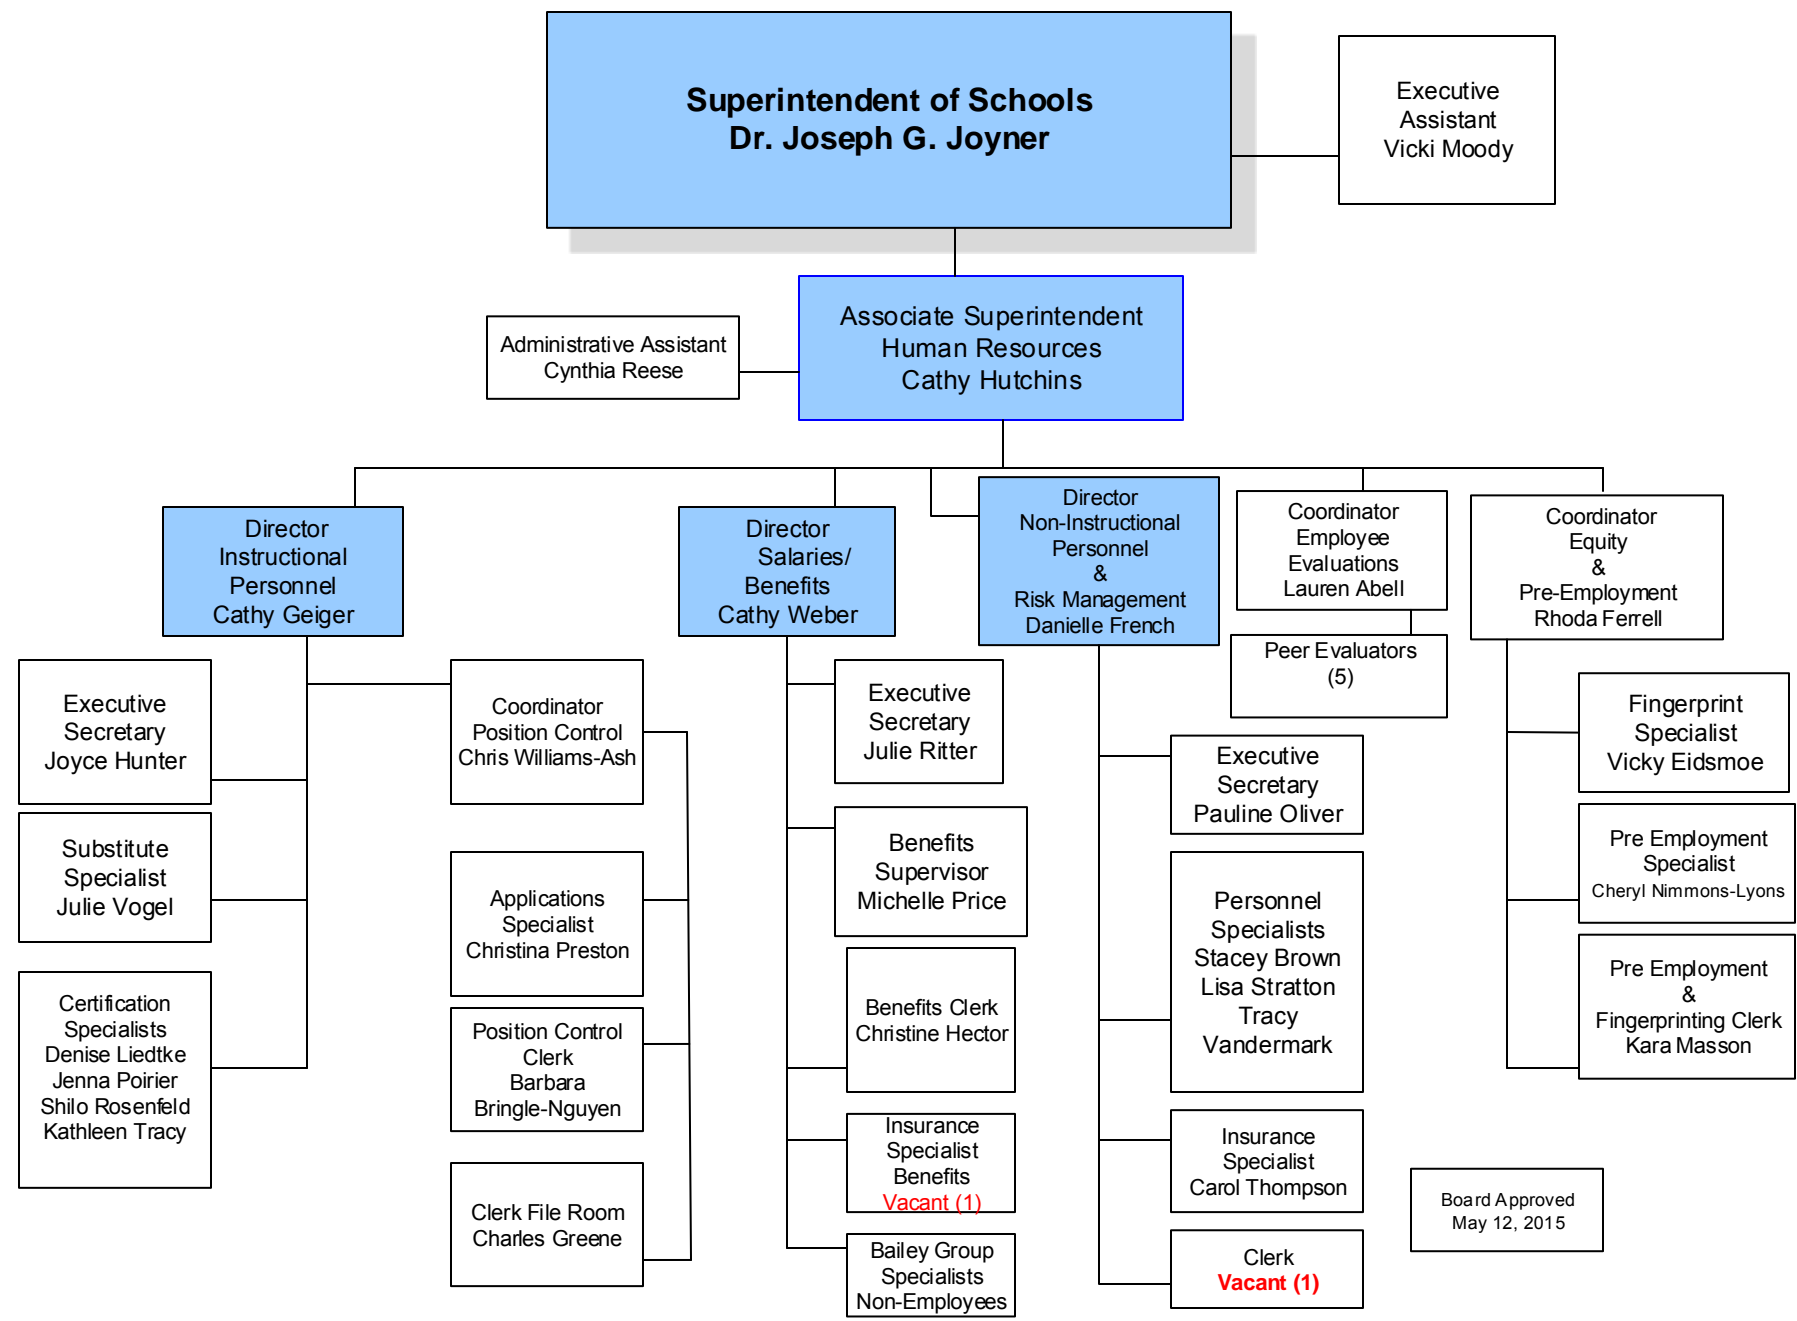 Superintendent of Schools
Dr. Joseph G. Joyner
Executive
Assistant
Vicki Moody
Associate Superintendent
Human Resources
Cathy Hutchins
Administrative Assistant
Cynthia Reese
Director
Instructional
Personnel
Cathy Geiger
Director
Salaries/
Benefits
Cathy Weber
Director
Non-Instructional
Personnel
&
Risk Management
Danielle French
Coordinator
Employee
Evaluations
Lauren Abell
Coordinator
Equity
&
Pre-Employment
Rhoda Ferrell
Peer Evaluators
(5)
Executive
Secretary
Joyce Hunter
Substitute
Specialist
Julie Vogel
Certification
Specialists
Denise Liedtke
Jenna Poirier
Shilo Rosenfeld
Kathleen Tracy
Coordinator
Position Control
Chris Williams-Ash
Applications
Specialist
Christina Preston
Position Control
Clerk
Barbara
Bringle-Nguyen
Clerk File Room
Charles Greene
Executive
Secretary
Julie Ritter
Benefits
Supervisor
Michelle Price
Benefits Clerk
Christine Hector
Insurance
Specialist
Benefits
Vacant (1)
Bailey Group
Specialists
Non-Employees
Executive
Secretary
Pauline Oliver
Personnel
Specialists
Stacey Brown
Lisa Stratton
Tracy
Vandermark
Insurance
Specialist
Carol Thompson
Clerk
Vacant (1)
Fingerprint
Specialist
Vicky Eidsmoe
Pre Employment
Specialist
Cheryl Nimmons-Lyons
Pre Employment
&
Fingerprinting Clerk
Kara Masson
Board Approved
May 12, 2015